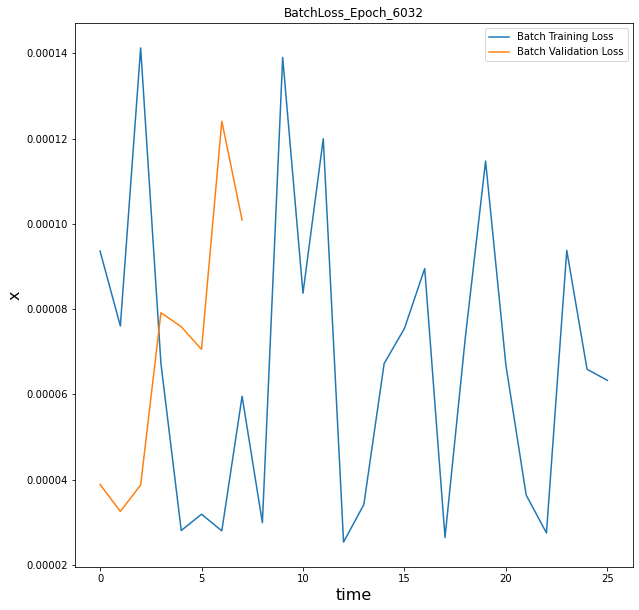 BatchLoss_Epoch_6032
Batch Training Loss
Batch Validation Loss
0.00014
0.00012
0.00010
0.00008
0.00006
0.00004
0.00002
x
0 5 10 15 20 25
time